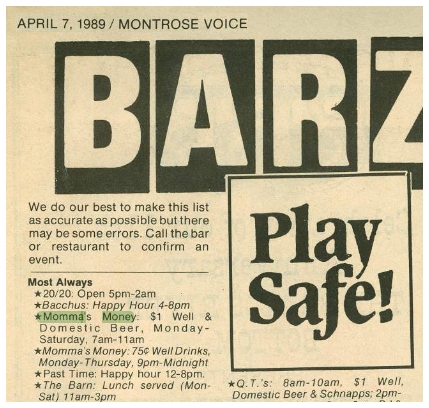 APRIL 7, 1989 / MONTROSE VOICE
BARZ
We do our best to make this list
as accurate as possible but there
may be some errors. Call the bar
or restaurant to confirm an
event.
Most Always
★20/20: Open 5pm-2am
★Bacchus: Happy Hour 4-8pm
★Momma's Money: $1 Well &
Domestic Beer, Monday-
Saturday, 7am-11am
★Momma's Money: 75¢ Well Drinks,
Monday-Thursday, 9pm-Midnight
★Past Time: Happy hour 12-8pm.
★The Barn: Lunch served (Mon-
Sat) 11am-3pm
Play
Safe!
★Q.T.'s: 8am-10am, $1 Well,
Domestic Beer & Schnapps; 2pm-